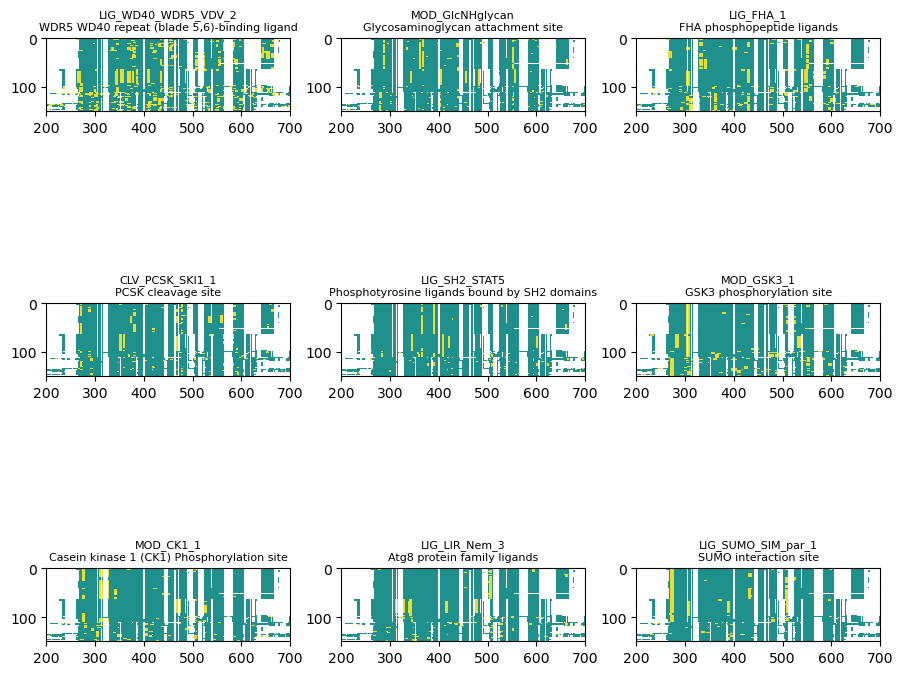 LIG_WD40_WDR5_VDV_2
WDR5 WD40 repeat (blade 5,6)-binding ligand
MOD_GlcNHglycan
Glycosaminoglycan attachment site
LIG_FHA_1
FHA phosphopeptide ligands
0
100
200 300 400 500 600 700
0
100
200 300 400 500 600 700
0
100
200 300 400 500 600 700
CLV_PCSK_SKI1_1
PCSK cleavage site
LIG_SH2_STAT5
Phosphotyrosine ligands bound by SH2 domains
MOD_GSK3_1
GSK3 phosphorylation site
0
100
200 300 400 500 600 700
0
100
200 300 400 500 600 700
0
100
200 300 400 500 600 700
MOD_CK1_1
Casein kinase 1 (CK1) Phosphorylation site
LIG_LIR_Nem_3
Atg8 protein family ligands
LIG_SUMO_SIM_par_1
SUMO interaction site
0
100
200 300 400 500 600 700
0
100
200 300 400 500 600 700
0
100
200 300 400 500 600 700